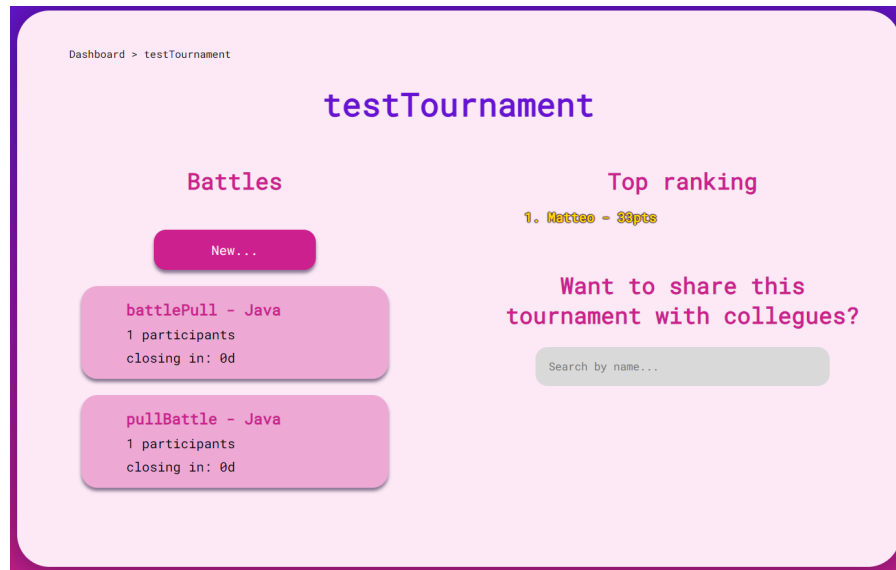 Dashboard > testTournament
testTournament
Battles
New...
battlePull - Java
1 participants
closing in: 0d
pullBattle - Java
1 participants
closing in: 0d
Top ranking
1. Matteo - 39pts
Want to share this
tournament with collegues?
Search by name...